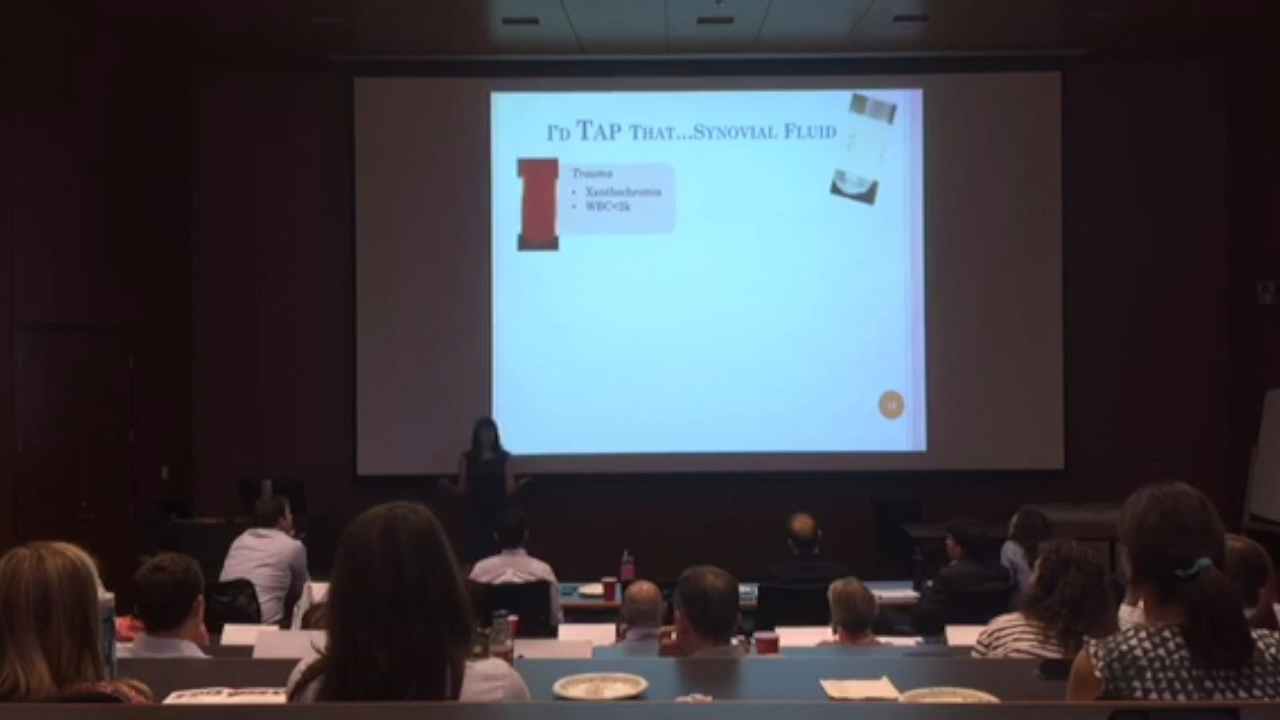 I'D TAP THAT...SYNOVIAL FLUID
Trauma
• Xanthochromia
• WBC<2k